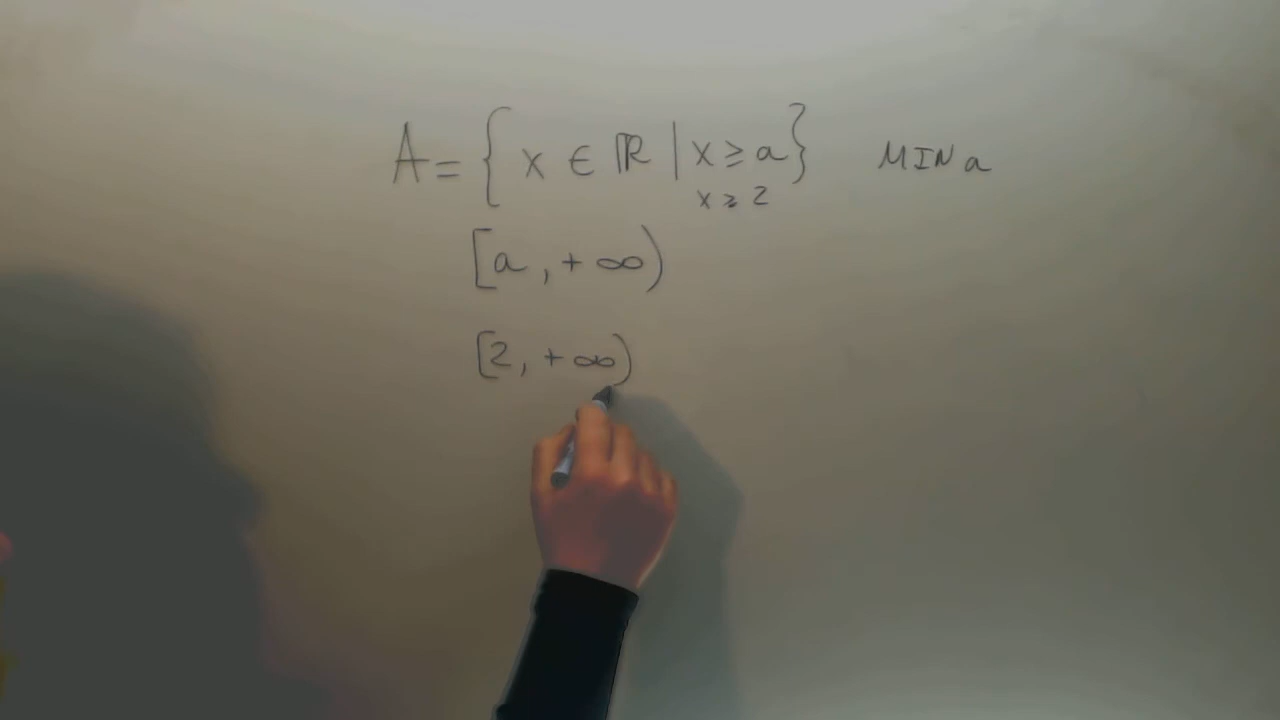 A = { x ∈ ℝ | x ≥ a } MIN a
x ≥ 2
[a, +∞)
[2, +∞)